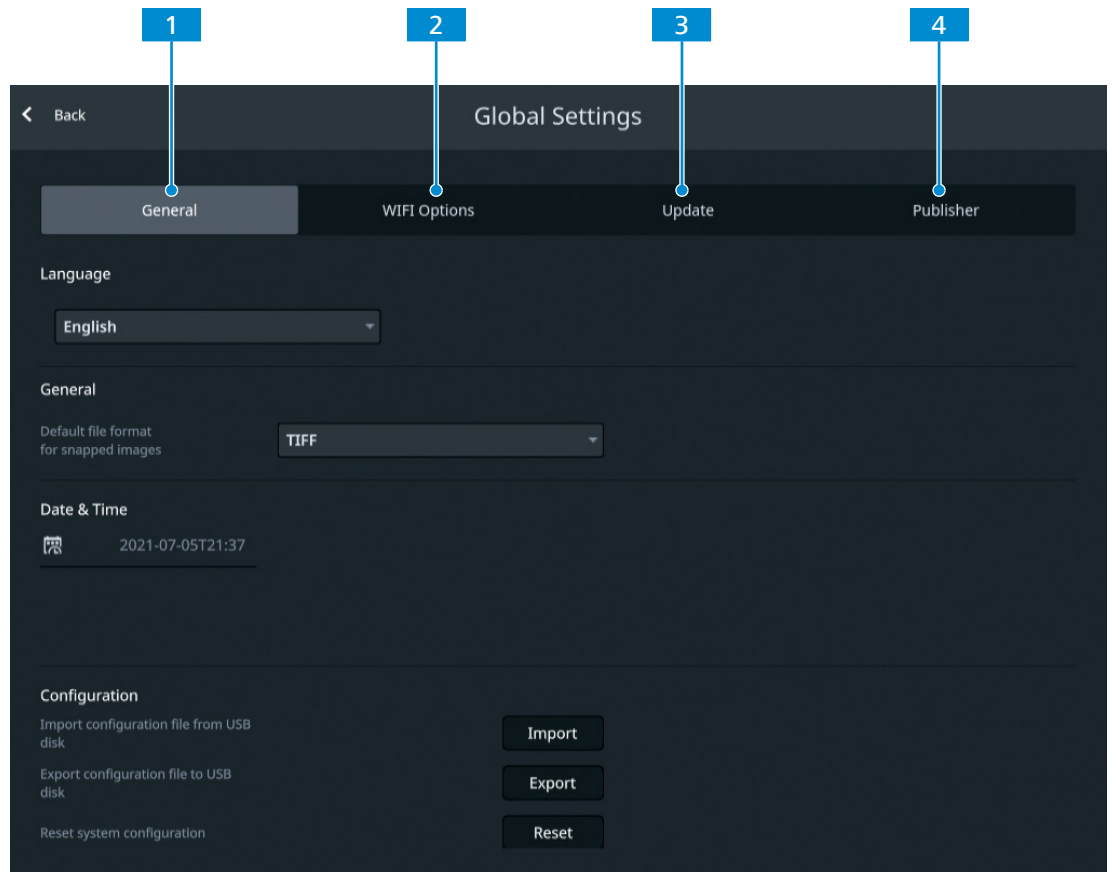 1 2 3 4
Back Global Settings
General WIFI Options Update Publisher
Language
English
General
Default file format
for snapped images
TIFF
Date & Time
2021-07-05T21:37
Configuration
Import configuration file from USB
disk
Import
Export configuration file to USB
disk
Export
Reset system configuration
Reset